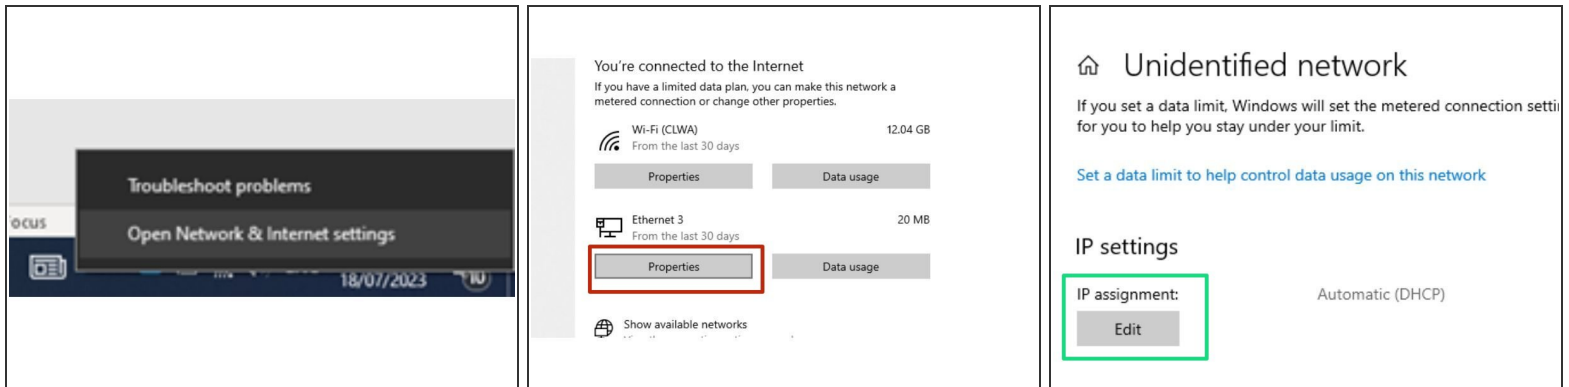 Troubleshoot problems
ocus
Open Network & Internet settings
18/07/2023
10
You're connected to the Internet
If you have a limited data plan, you can make this network a
metered connection or change other properties.
Wi-Fi (CLWA)
12.04 GB
From the last 30 days
Properties
Data usage
Ethernet 3
20 MB
From the last 30 days
Properties
Data usage
Show available networks
Unidentified network
If you set a data limit, Windows will set the metered connection setti
for you to help you stay under your limit.
Set a data limit to help control data usage on this network
IP settings
IP assignment:
Automatic (DHCP)
Edit